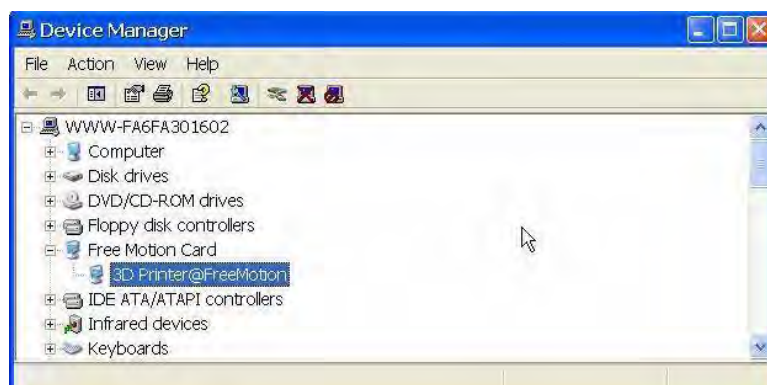 Device Manager
File Action View Help
WWW-FA6FA301602
Computer
Disk drives
DVD/CD-ROM drives
Floppy disk controllers
Free Motion Card
3D Printer@FreeMotion
IDE ATA/ATAPI controllers
Infrared devices
Keyboards